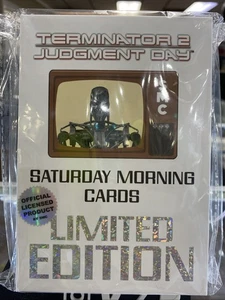 TERMINATOR 2
JUDGMENT DAY
SATURDAY MORNING
CARDS
OFFICIAL
LICENSED
PRODUCT
LIMITED
EDITION